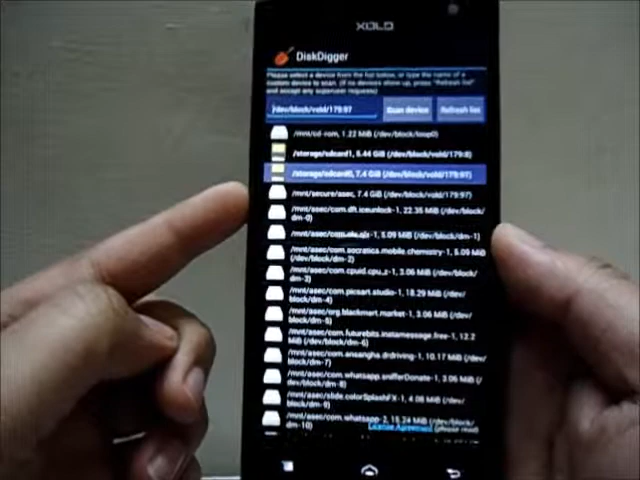 XOLO
DiskDigger
Please select a device from the list below, or type the name of a
custom device to scan. (If no devices show up, press "Refresh list"
and accept any superuser requests)
/dev/block/vold/179:97
Scan device
Refresh list
/mnt/cd-rom, 1.22 MiB (/dev/block/loop0)
/storage/sdcard1, 5.44 GiB (/dev/block/vold/179:8)
/storage/sdcard0, 7.4 GiB (/dev/block/vold/179:97)
/mnt/secure/asec, 7.4 GiB (/dev/block/vold/179:97)
/mnt/asec/com.dft.iceunlock-1, 22.35 MiB (/dev/block/
dm-0)
5.09 MiB (/dev/block/dm-1)
/mnt/asec/com.socratica.mobile.chemistry-1, 5.09 MiB
(/dev/block/dm-2)
/mnt/asec/com.cpuid.cpu_z-1, 3.06 MiB (/dev/block/
dm-3)
/mnt/asec/com.picsart.studio-1, 18.29 MiB (/dev/
block/dm-4)
/mnt/asec/org.blackmart.market-1, 3.06 MiB (/dev/
block/dm-5)
/mnt/asec/com.futurebits.instamessage.free-1, 12.2
MiB (/dev/block/dm-6)
/mnt/asec/com.ansangha.drdriving-1, 10.17 MiB (/dev/
block/dm-7)
/mnt/asec/com.whatsapp.snifferDonate-1, 3.06 MiB (/
dev/block/dm-8)
/mnt/asec/slide.colorSplashFX-1, 4.08 MiB (/dev/
block/dm-9)
/mnt/asec/com.whatsapp-2, 15.24 MiB (/dev/block/
dm-10)
License Agreement (please read)